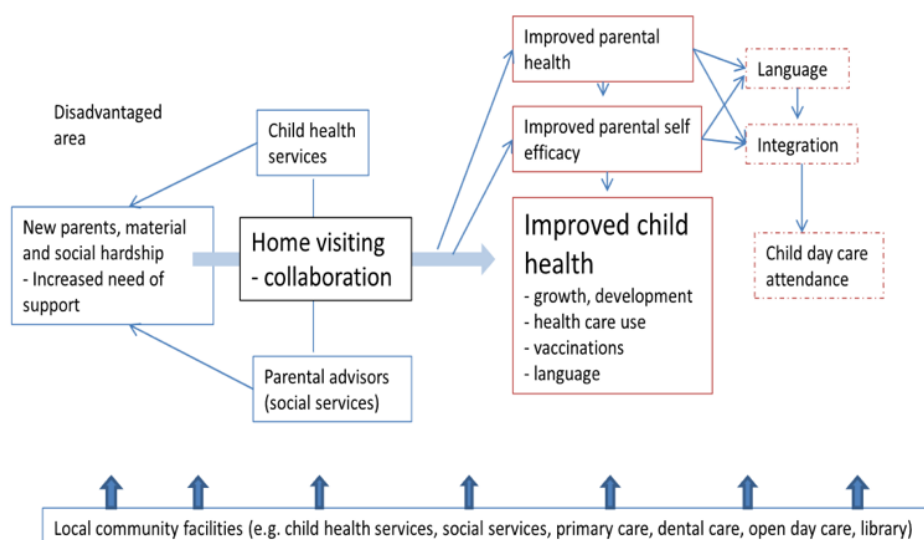 Disadvantaged
area
Child health
services
New parents, material
and social hardship
- Increased need of
support
Home visiting
- collaboration
Parental advisors
(social services)
Improved parental
health
Improved parental self
efficacy
Improved child
health
- growth, development
- health care use
- vaccinations
- language
Language
Integration
Child day care
attendance
Local community facilities (e.g. child health services, social services, primary care, dental care, open day care, library)